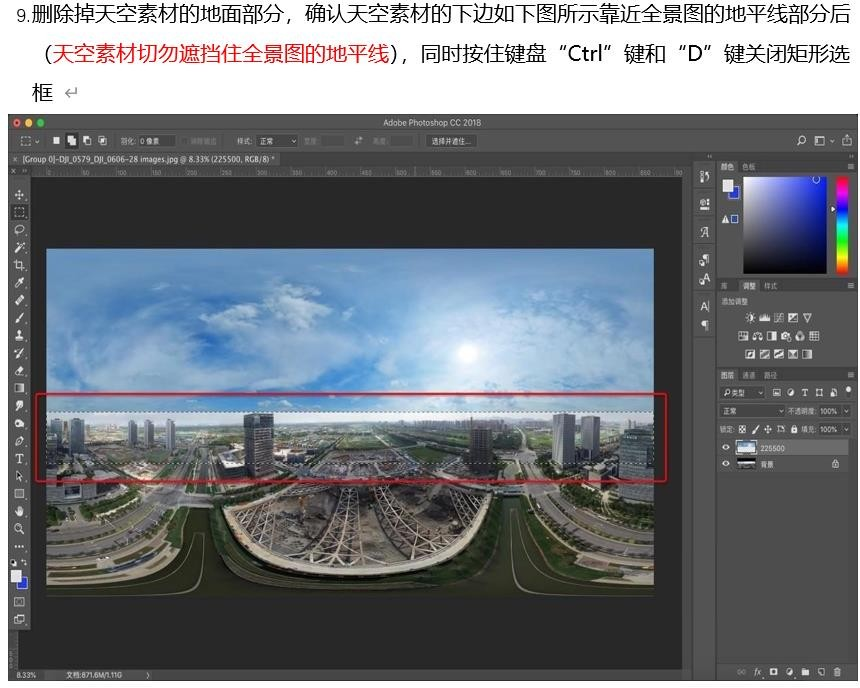 9.删除掉天空素材的地面部分，确认天空素材的下边如下图所示靠近全景图的地平线部分后
（天空素材切勿遮挡住全景图的地平线），同时按住键盘“Ctrl”键和“D”键关闭矩形选
框 ↵
Adobe Photoshop CC 2018
羽化: 0 像素 消除锯齿 样式: 正常 宽度: 高度: 选择并遮住...
× [Group 0]-DJI_0579_DJI_0606-28 images.jpg @ 8.33% (225500, RGB/8) *
颜色 色板
库 调整 样式
添加调整
图层 通道 路径
类型
正常 不透明度: 100%
锁定: 填充: 100%
225500
背景
8.33% 文档:871.6M/1.11G